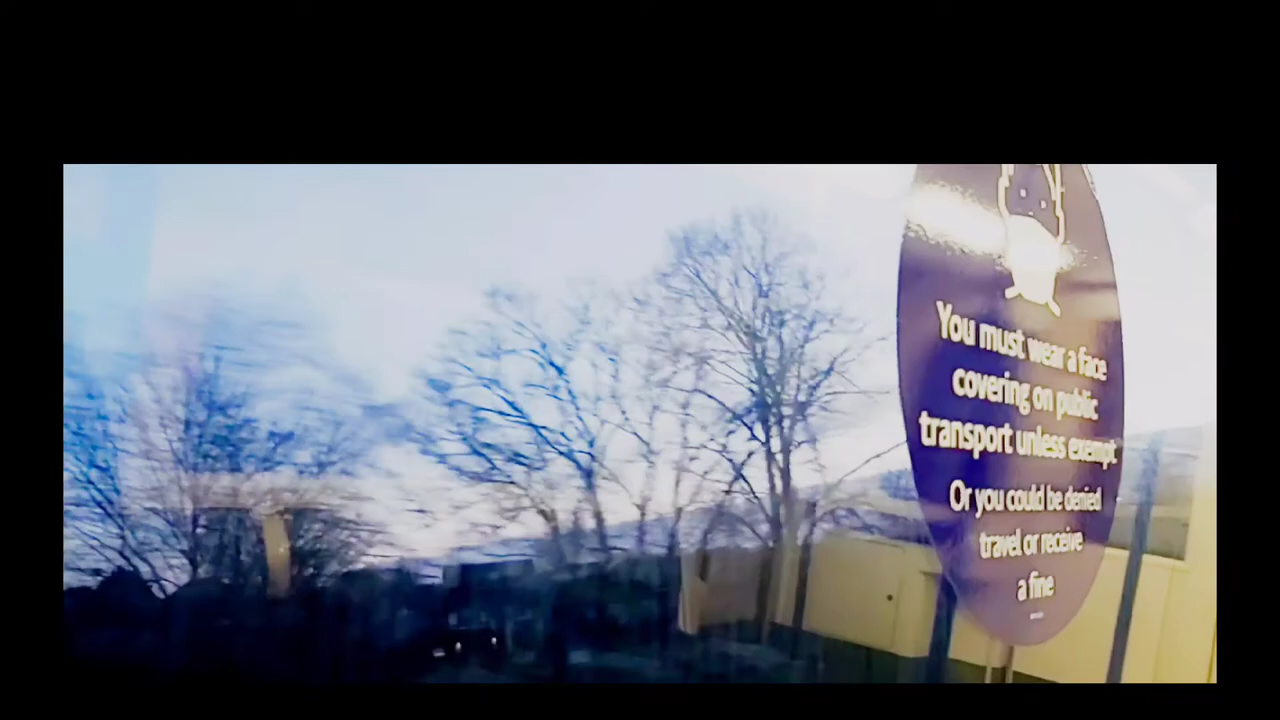 You must wear a face
covering on public
transport unless exempt
Or you could be denied
travel or receive
a fine